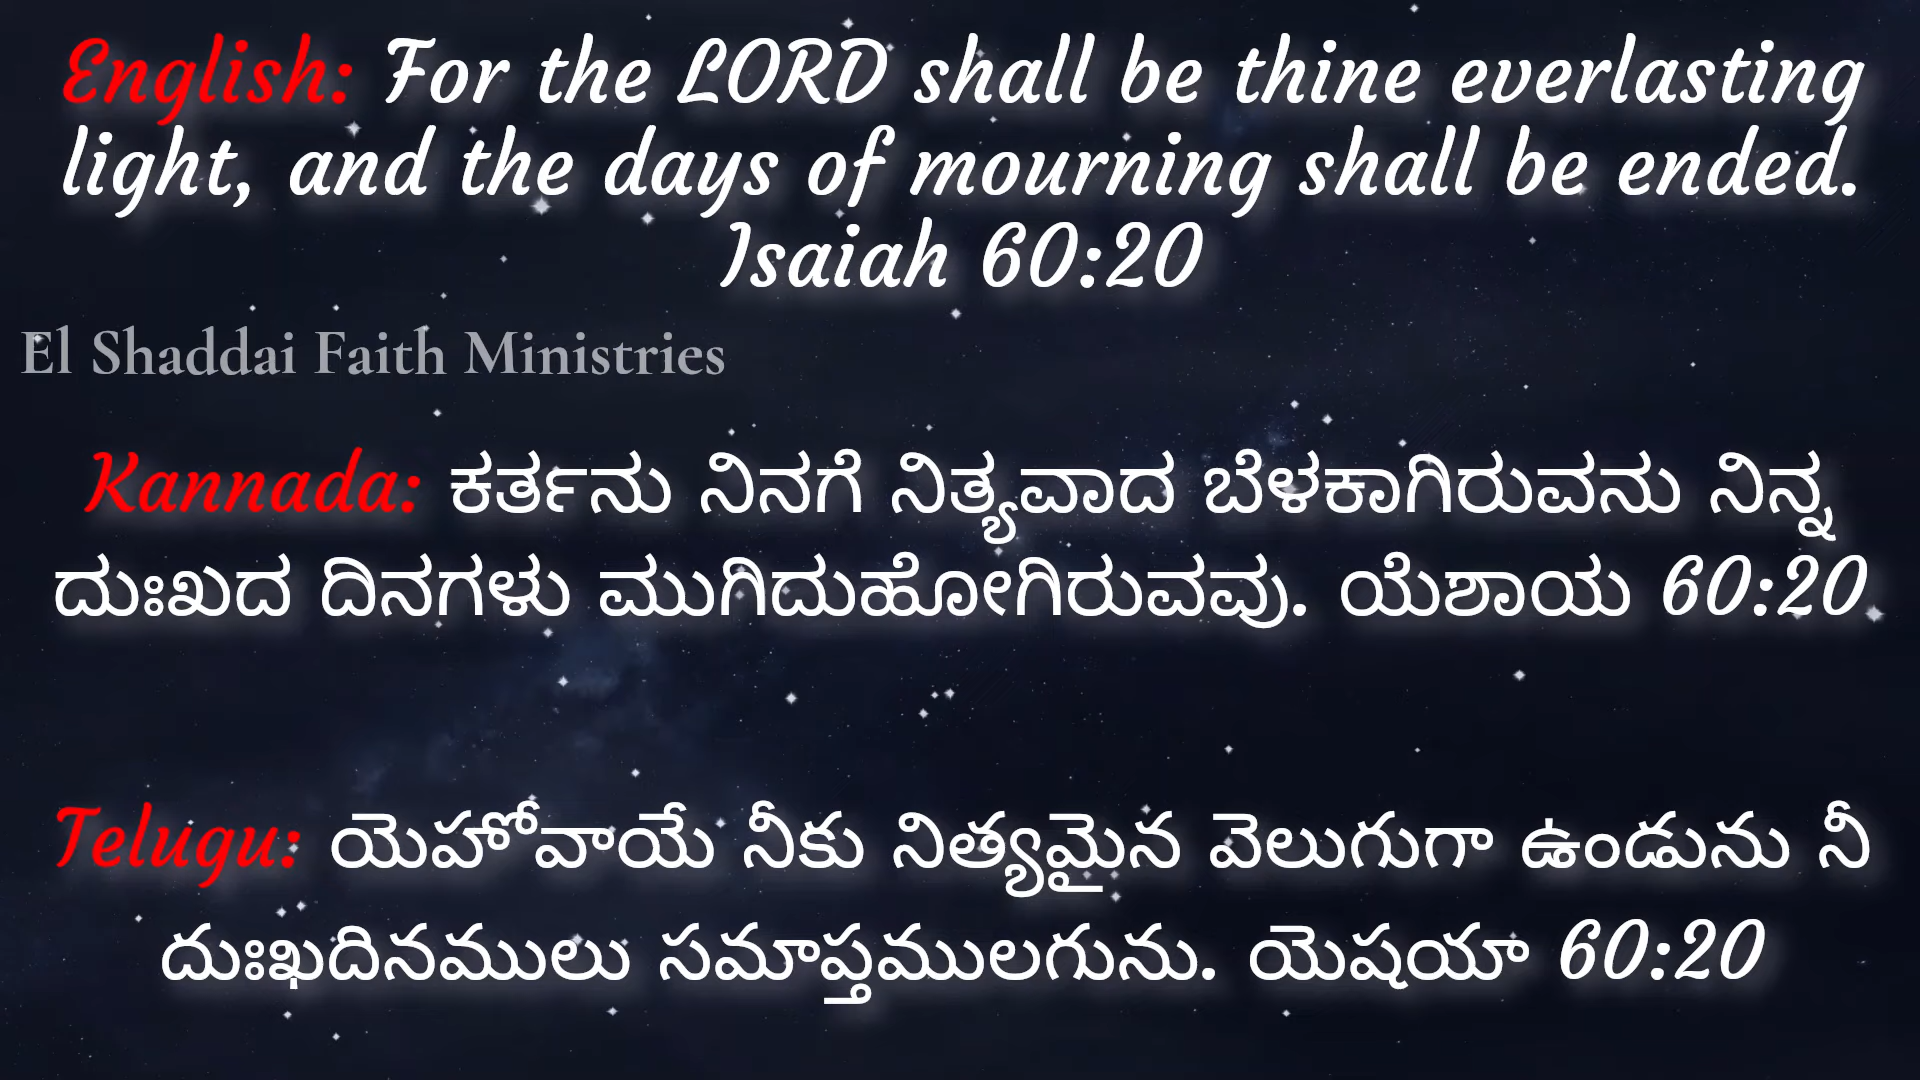 English: For the LORD shall be thine everlasting
light, and the days of mourning shall be ended.
Isaiah 60:20
El Shaddai Faith Ministries
Kannada: ಕರ್ತನು ನಿನಗೆ ನಿತ್ಯವಾದ ಬೆಳಕಾಗಿರುವನು ನಿನ್ನ
ದುಃಖದ ದಿನಗಳು ಮುಗಿದುಹೋಗಿರುವವು. ಯೆಶಾಯ 60:20
Telugu: యెహోవాయే నీకు నిత్యమైన వెలుగుగా ఉండును నీ
దుఃఖదినములు సమాప్తములగును. యెషయా 60:20